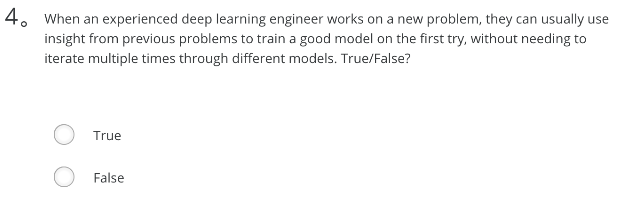 4. When an experienced deep learning engineer works on a new problem, they can usually use
insight from previous problems to train a good model on the first try, without needing to
iterate multiple times through different models. True/False?
True
False